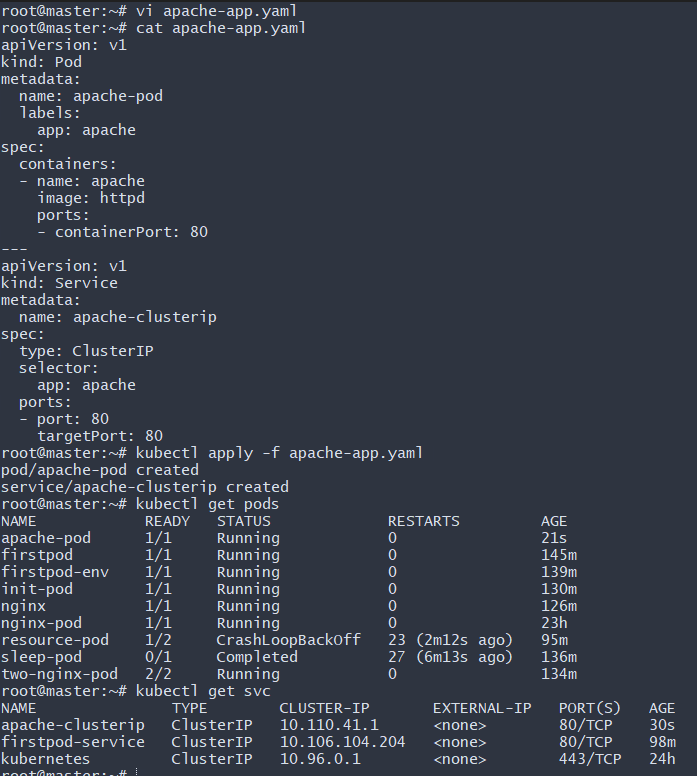 root@master:~# vi apache-app.yaml
root@master:~# cat apache-app.yaml
apiVersion: v1
kind: Pod
metadata:
  name: apache-pod
  labels:
    app: apache
spec:
  containers:
  - name: apache
    image: httpd
    ports:
    - containerPort: 80
---
apiVersion: v1
kind: Service
metadata:
  name: apache-clusterip
spec:
  type: ClusterIP
  selector:
    app: apache
  ports:
  - port: 80
    targetPort: 80
root@master:~# kubectl apply -f apache-app.yaml
pod/apache-pod created
service/apache-clusterip created
root@master:~# kubectl get pods
NAME            READY   STATUS             RESTARTS         AGE
apache-pod      1/1     Running            0                21s
firstpod        1/1     Running            0                145m
firstpod-env    1/1     Running            0                139m
init-pod        1/1     Running            0                130m
nginx           1/1     Running            0                126m
nginx-pod       1/1     Running            0                23h
resource-pod    1/2     CrashLoopBackOff   23 (2m12s ago)   95m
sleep-pod       0/1     Completed          27 (6m13s ago)   136m
two-nginx-pod   2/2     Running            0                134m
root@master:~# kubectl get svc
NAME               TYPE        CLUSTER-IP       EXTERNAL-IP   PORT(S)   AGE
apache-clusterip   ClusterIP   10.110.41.1      <none>        80/TCP    30s
firstpod-service   ClusterIP   10.106.104.204   <none>        80/TCP    98m
kubernetes         ClusterIP   10.96.0.1        <none>        443/TCP   24h
root@master:~#